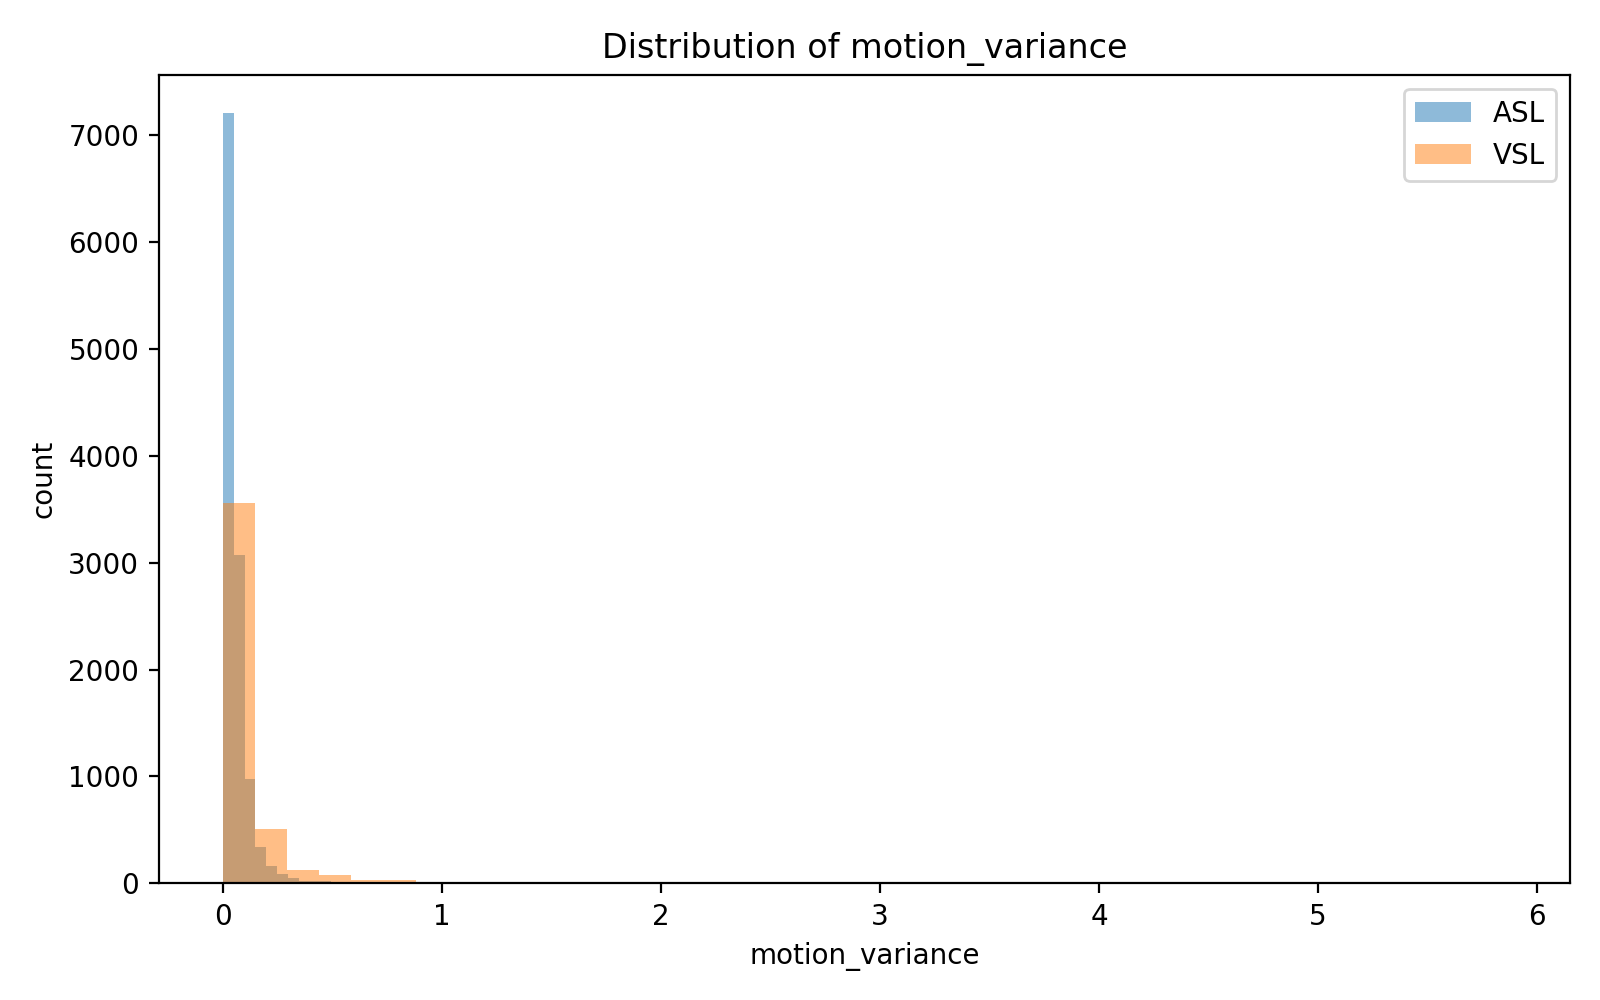 Distribution of motion_variance
ASL
VSL
7000
6000
5000
4000
3000
2000
1000
0
count
0 1 2 3 4 5 6
motion_variance